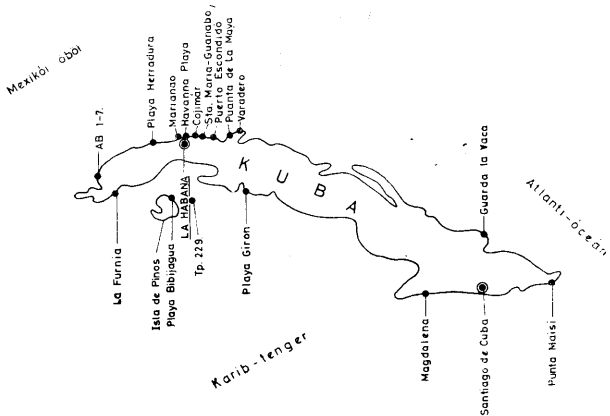 Mexikói öböl
AB 1-7.
Playa Herradura
Marianao
Havanna Playa
Cojimár
Sta. Maria-Guanabo,
Puerto Escondido
Puanta de La Maya
Varadero
KUBA
Guarda la Vaca
Atlanti-óceán
La Furnia
Isla de Pinos
Playa Bibijagua
LA HABANA
Tp. 229
Playa Giron
Karib-tenger
Magdalena
Santiago de Cuba
Punta Maisi